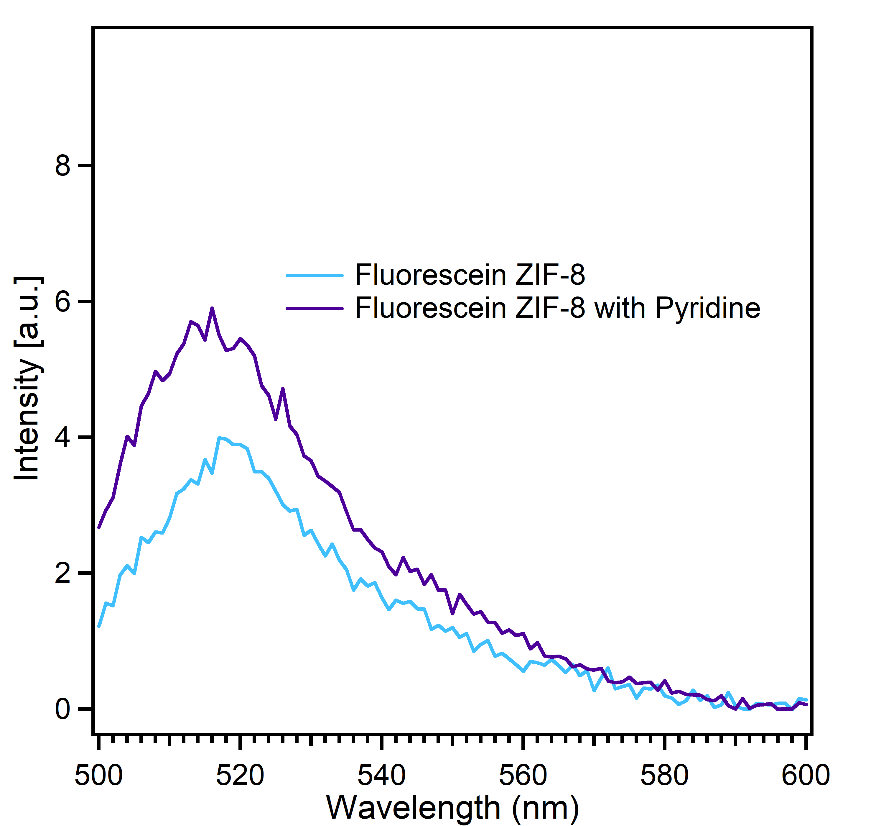 8
6
4
2
0
Intensity [a.u.]
Fluorescein ZIF-8
Fluorescein ZIF-8 with Pyridine
500 520 540 560 580 600
Wavelength (nm)